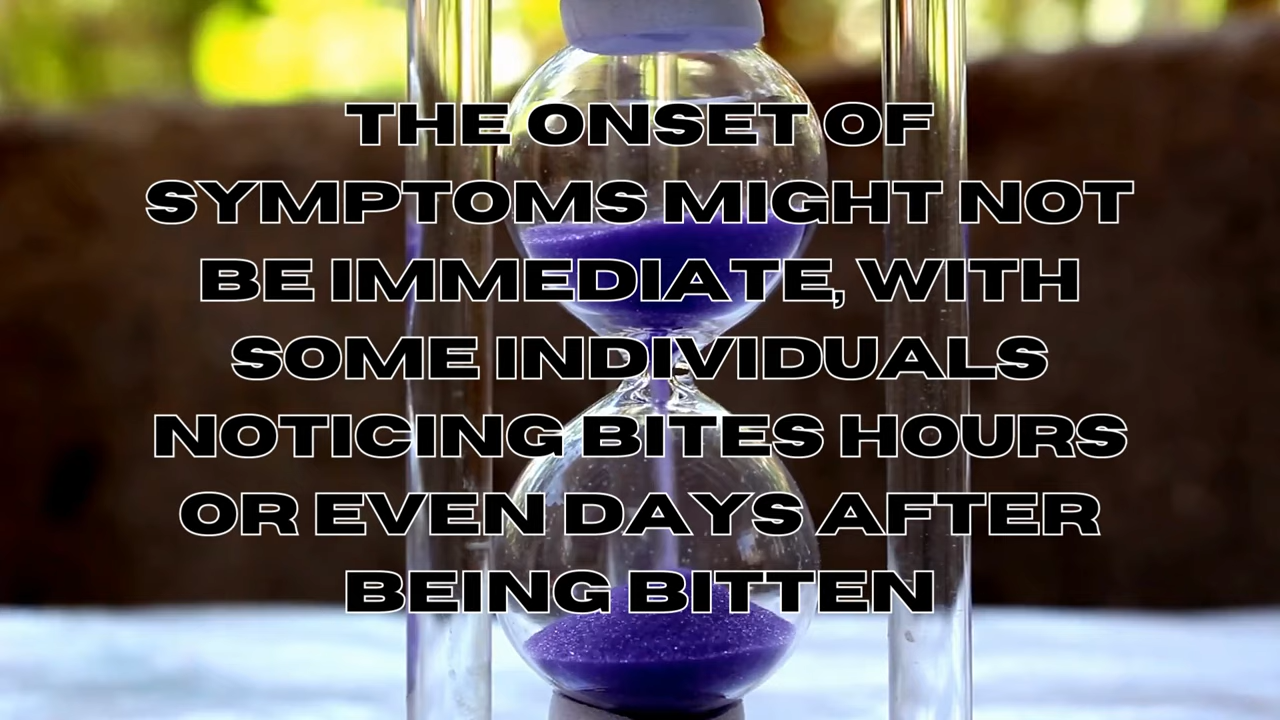 THE ONSET OF
SYMPTOMS MIGHT NOT
BE IMMEDIATE, WITH
SOME INDIVIDUALS
NOTICING BITES HOURS
OR EVEN DAYS AFTER
BEING BITTEN